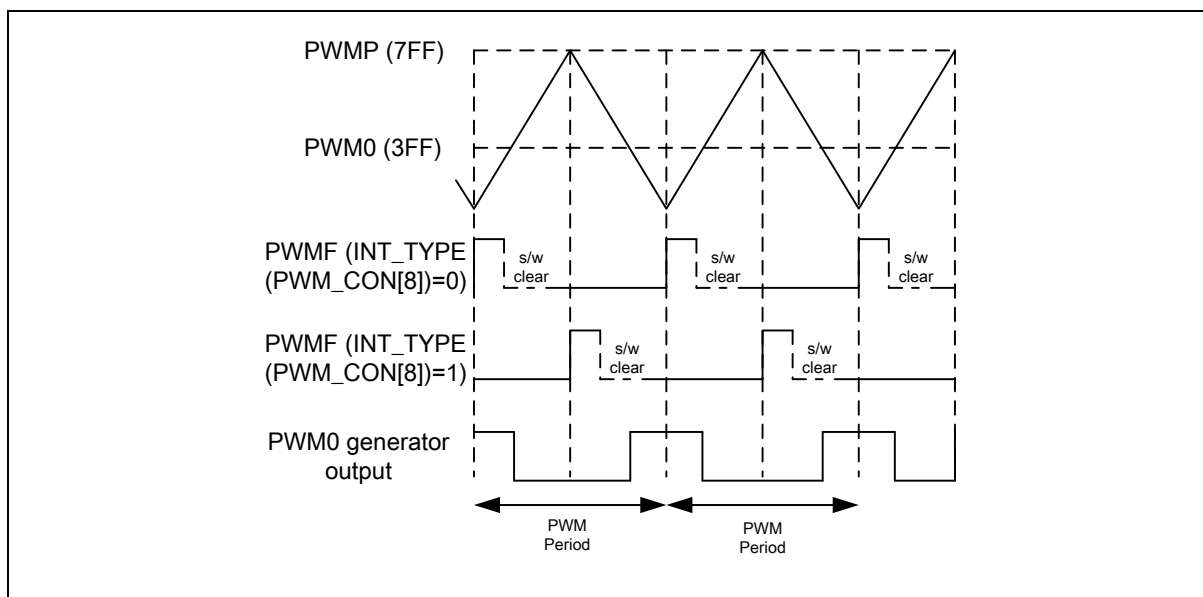 PWMP (7FF)
PWM0 (3FF)
PWMF (INT_TYPE
(PWM_CON[8])=0)
s/w
clear
s/w
clear
s/w
clear
PWMF (INT_TYPE
(PWM_CON[8])=1)
s/w
clear
s/w
clear
PWM0 generator
output
PWM
Period
PWM
Period